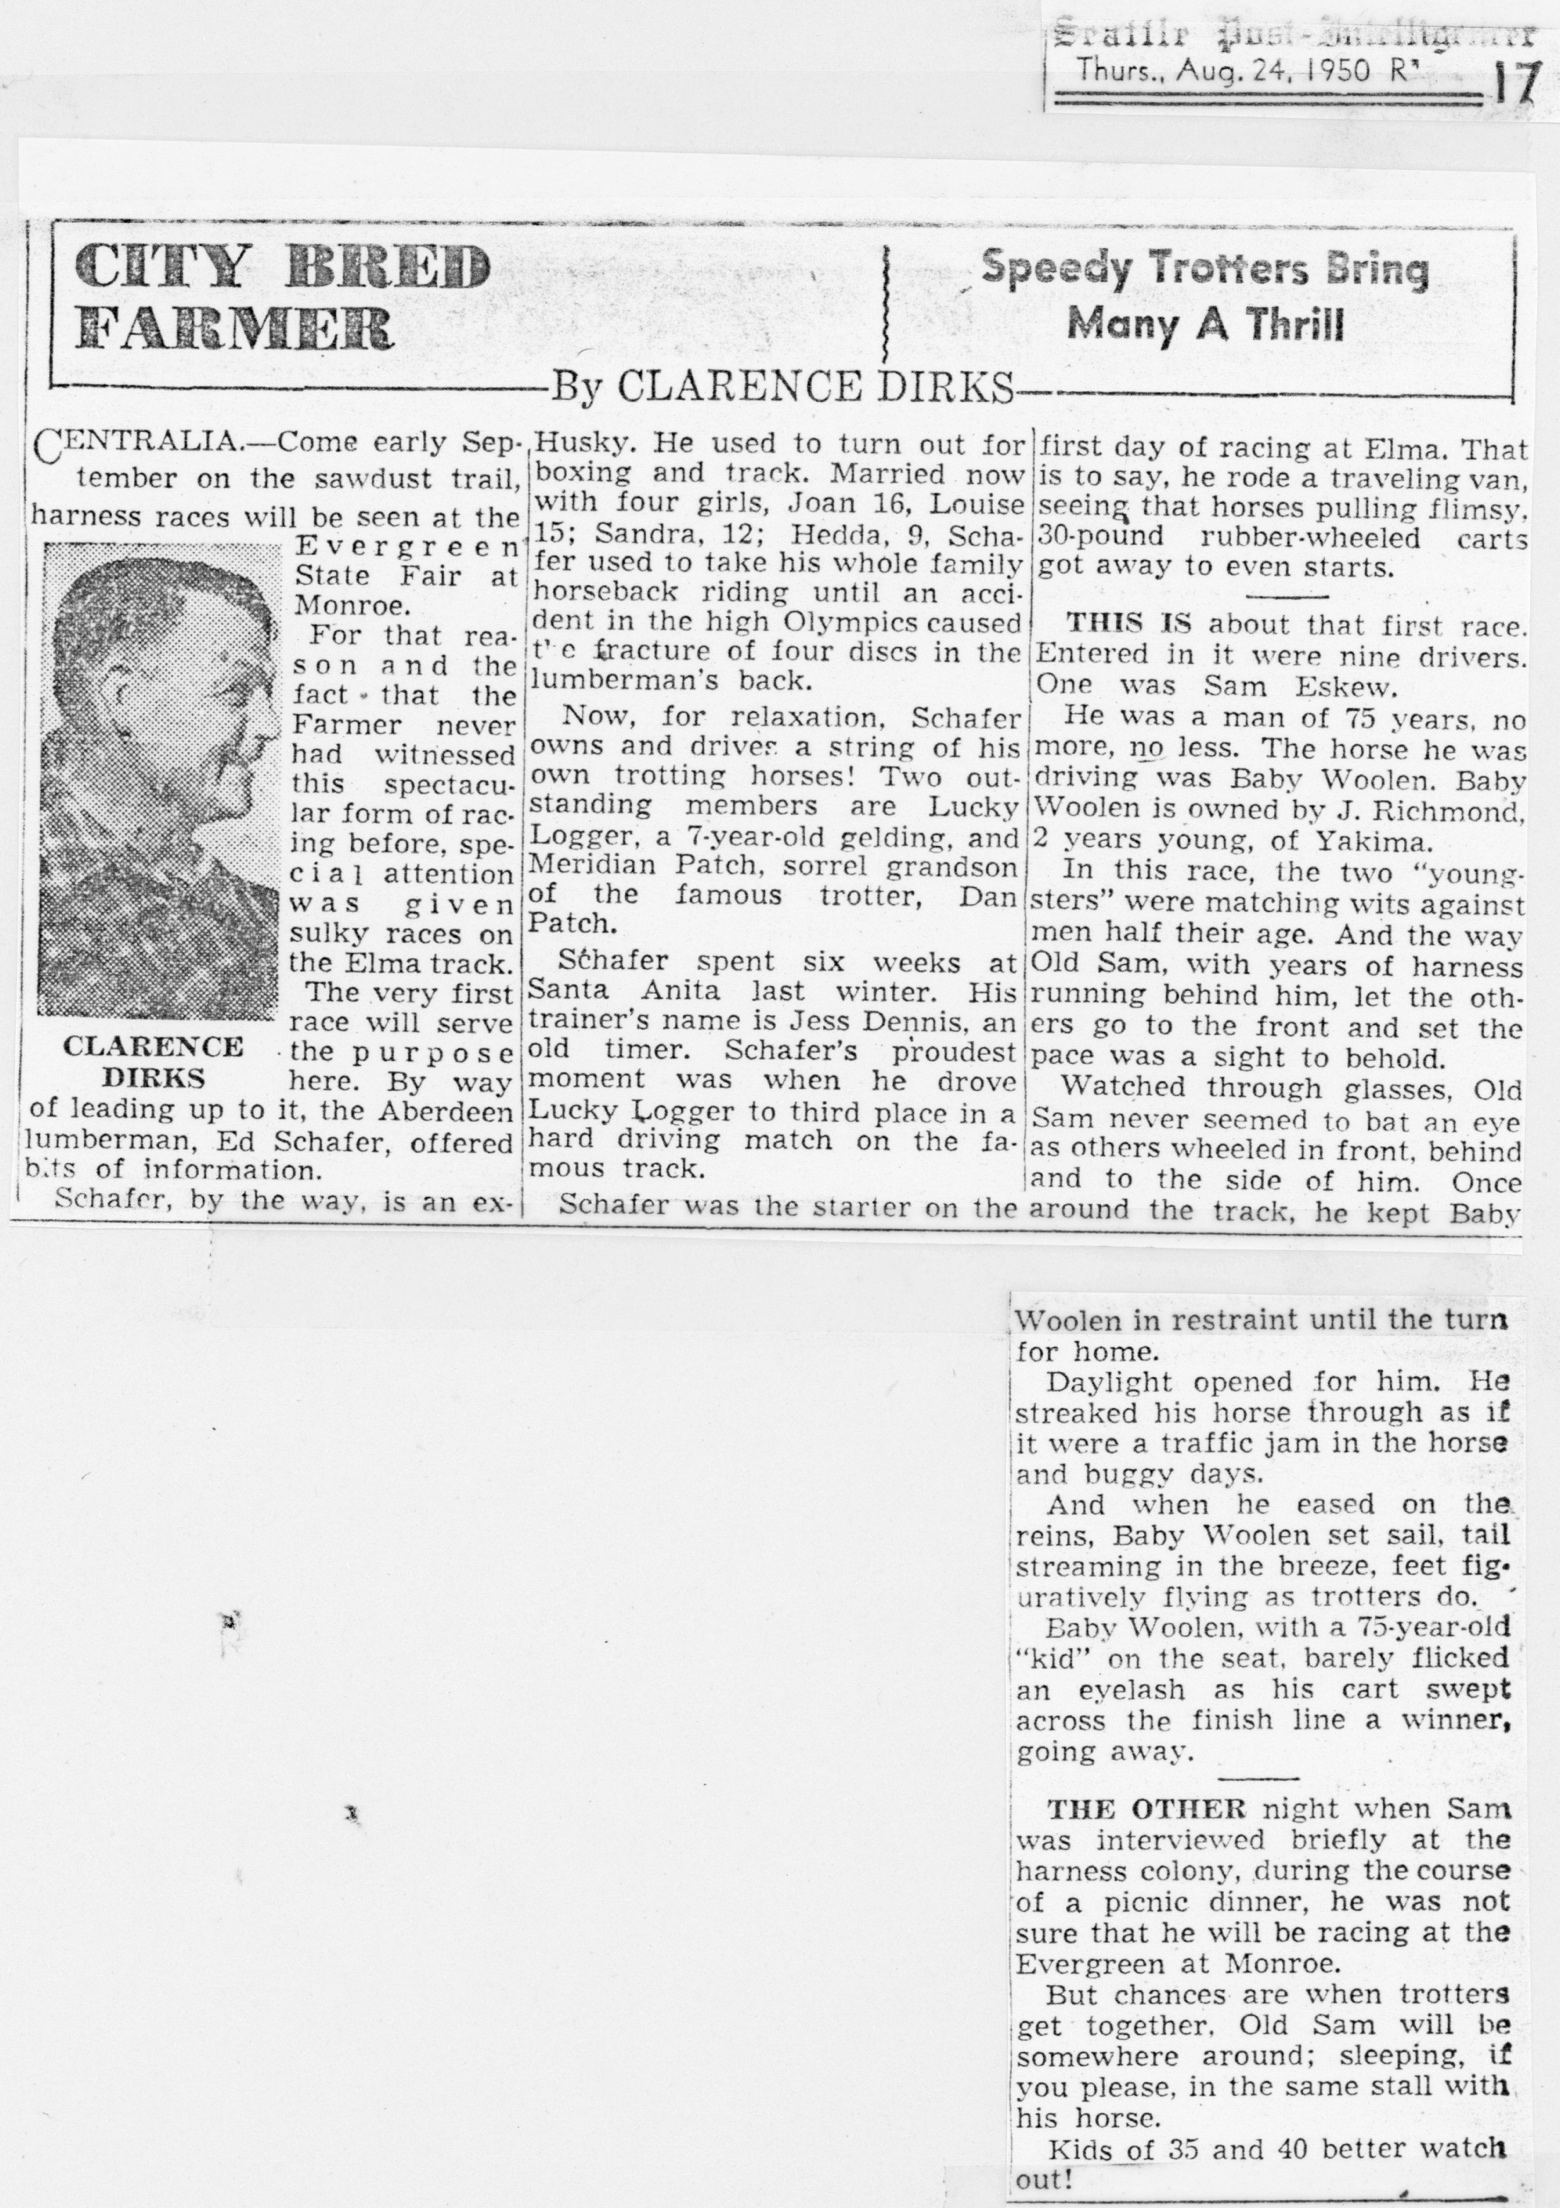 Seattle Post-Intelligencer
Thurs., Aug. 24, 1950 R
17
CITY BRED
FARMER
Speedy Trotters Bring
Many A Thrill
By CLARENCE DIRKS
CENTRALIA.—Come early Sep-
tember on the sawdust trail,
harness races will be seen at the
Evergreen
State Fair at
Monroe.
For that rea-
son and the
fact that the
Farmer never
had witnessed
this spectacu-
lar form of rac-
ing before, spe-
cial attention
was given
sulky races on
the Elma track.
The very first
race will serve
the purpose
here. By way
CLARENCE
DIRKS
of leading up to it, the Aberdeen
lumberman, Ed Schafer, offered
bits of information.
Schafer, by the way, is an ex-
Husky. He used to turn out for
boxing and track. Married now
with four girls, Joan 16, Louise
15; Sandra, 12; Hedda, 9, Scha-
fer used to take his whole family
horseback riding until an acci-
dent in the high Olympics caused
the fracture of four discs in the
lumberman's back.
Now, for relaxation, Schafer
owns and drives a string of his
own trotting horses! Two out-
standing members are Lucky
Logger, a 7-year-old gelding, and
Meridian Patch, sorrel grandson
of the famous trotter, Dan
Patch.
Schafer spent six weeks at
Santa Anita last winter. His
trainer's name is Jess Dennis, an
old timer. Schafer's proudest
moment was when he drove
Lucky Logger to third place in a
hard driving match on the fa-
mous track.
Schafer was the starter on the
first day of racing at Elma. That
is to say, he rode a traveling van,
seeing that horses pulling flimsy,
30-pound rubber-wheeled carts
got away to even starts.
THIS IS about that first race.
Entered in it were nine drivers.
One was Sam Eskew.
He was a man of 75 years, no
more, no less. The horse he was
driving was Baby Woolen. Baby
Woolen is owned by J. Richmond,
2 years young, of Yakima.
In this race, the two "young-
sters" were matching wits against
men half their age. And the way
Old Sam, with years of harness
running behind him, let the oth-
ers go to the front and set the
pace was a sight to behold.
Watched through glasses, Old
Sam never seemed to bat an eye
as others wheeled in front, behind
and to the side of him. Once
around the track, he kept Baby
Woolen in restraint until the turn
for home.
Daylight opened for him. He
streaked his horse through as if
it were a traffic jam in the horse
and buggy days.
And when he eased on the
reins, Baby Woolen set sail, tail
streaming in the breeze, feet fig-
uratively flying as trotters do.
Baby Woolen, with a 75-year-old
"kid" on the seat, barely flicked
an eyelash as his cart swept
across the finish line a winner,
going away.
THE OTHER night when Sam
was interviewed briefly at the
harness colony, during the course
of a picnic dinner, he was not
sure that he will be racing at the
Evergreen at Monroe.
But chances are when trotters
get together, Old Sam will be
somewhere around; sleeping, if
you please, in the same stall with
his horse.
Kids of 35 and 40 better watch
out!